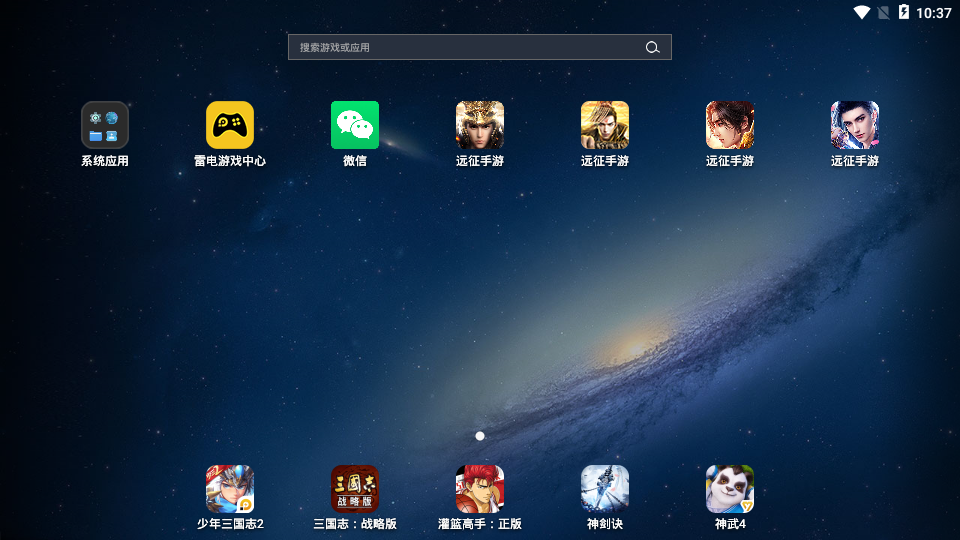 10:37
搜索游戏或应用
系统应用
雷电游戏中心
微信
远征手游
远征手游
远征手游
远征手游
三国志
战略版
少年三国志2
三国志：战略版
灌篮高手：正版
神剑诀
神武4